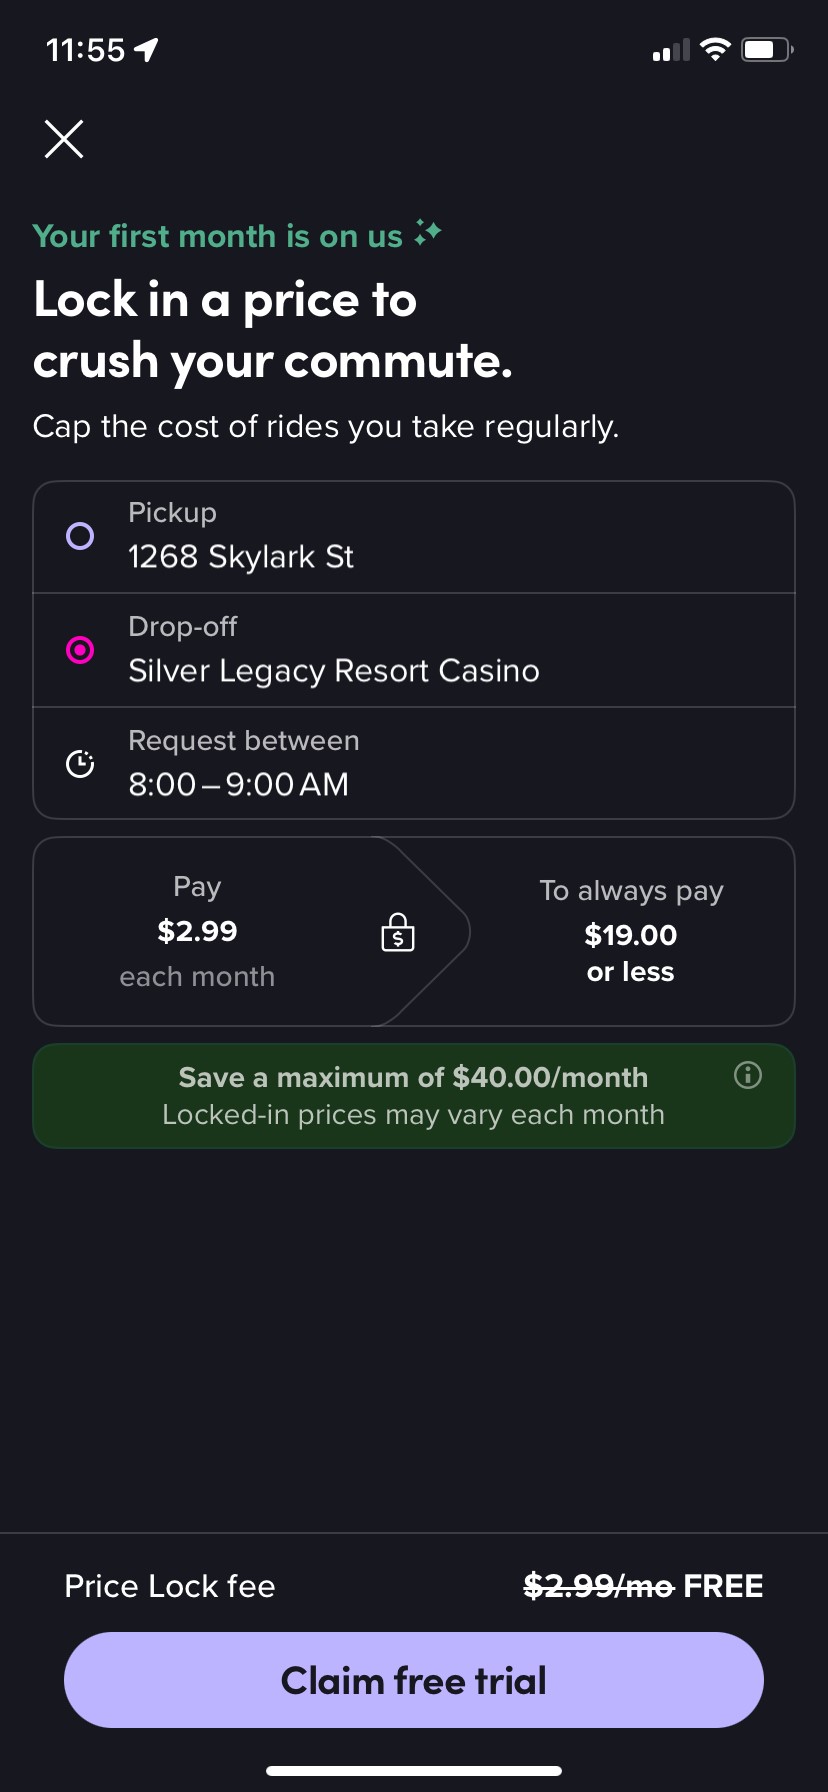 11:55
Your first month is on us
Lock in a price to
crush your commute.
Cap the cost of rides you take regularly.
Pickup
1268 Skylark St
Drop-off
Silver Legacy Resort Casino
Request between
8:00 – 9:00 AM
Pay
$2.99
each month
$
To always pay
$19.00
or less
Save a maximum of $40.00/month
Locked-in prices may vary each month
Price Lock fee
$2.99/mo FREE
Claim free trial